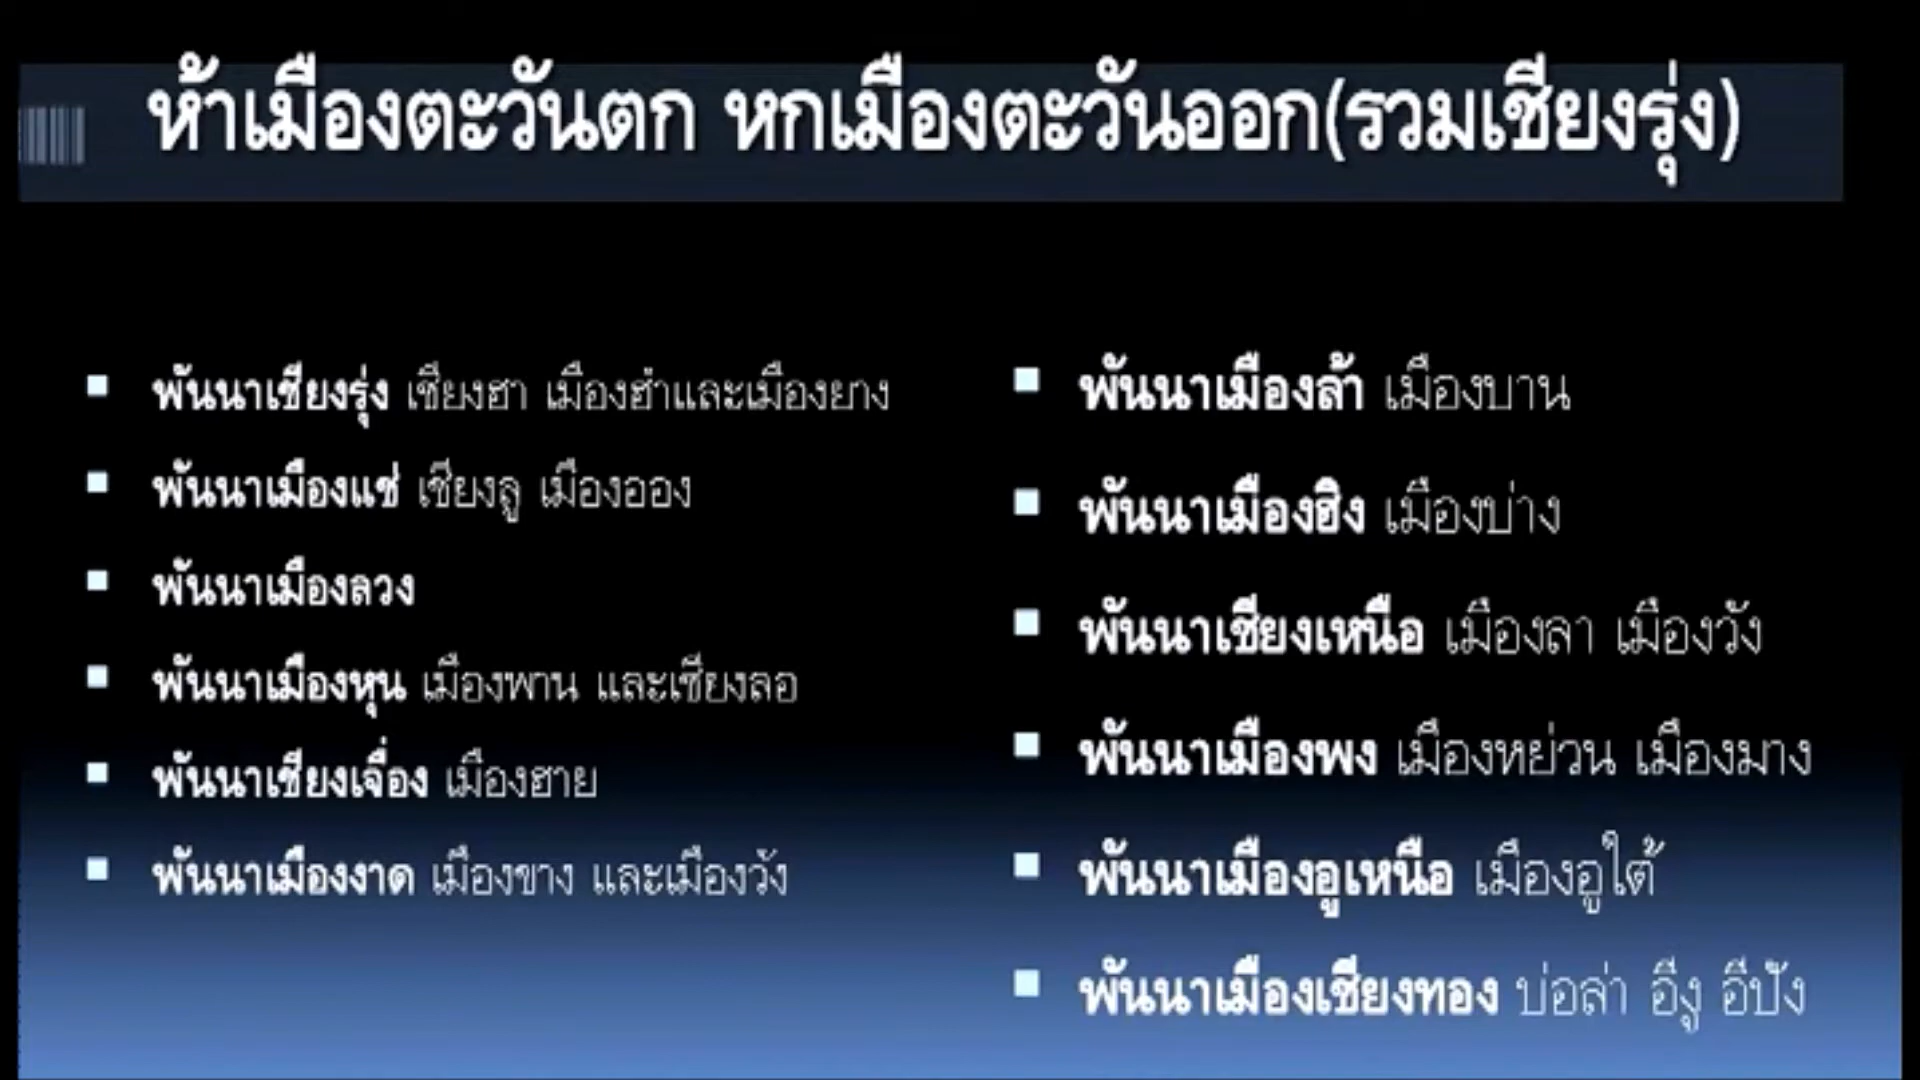 ห้าเมืองตะวันตก หกเมืองตะวันออก(รวมเชียงรุ่ง)
พันนาเชียงรุ่ง เชียงฮา เมืองฮำและเมืองยาง
พันนาเมืองแช่ เชียงลู เมืองออง
พันนาเมืองลวง
พันนาเมืองหุน เมืองพาน และเชียงลอ
พันนาเชียงเจื่อง เมืองฮาย
พันนาเมืองงาด เมืองขาง และเมืองวัง
พันนาเมืองล้า เมืองบาน
พันนาเมืองฮิง เมืองบ่าง
พันนาเชียงเหนือ เมืองลา เมืองวัง
พันนาเมืองพง เมืองหย่วน เมืองมาง
พันนาเมืองอูเหนือ เมืองอูใต้
พันนาเมืองเชียงทอง บ่อล่า อีงู อีปัง